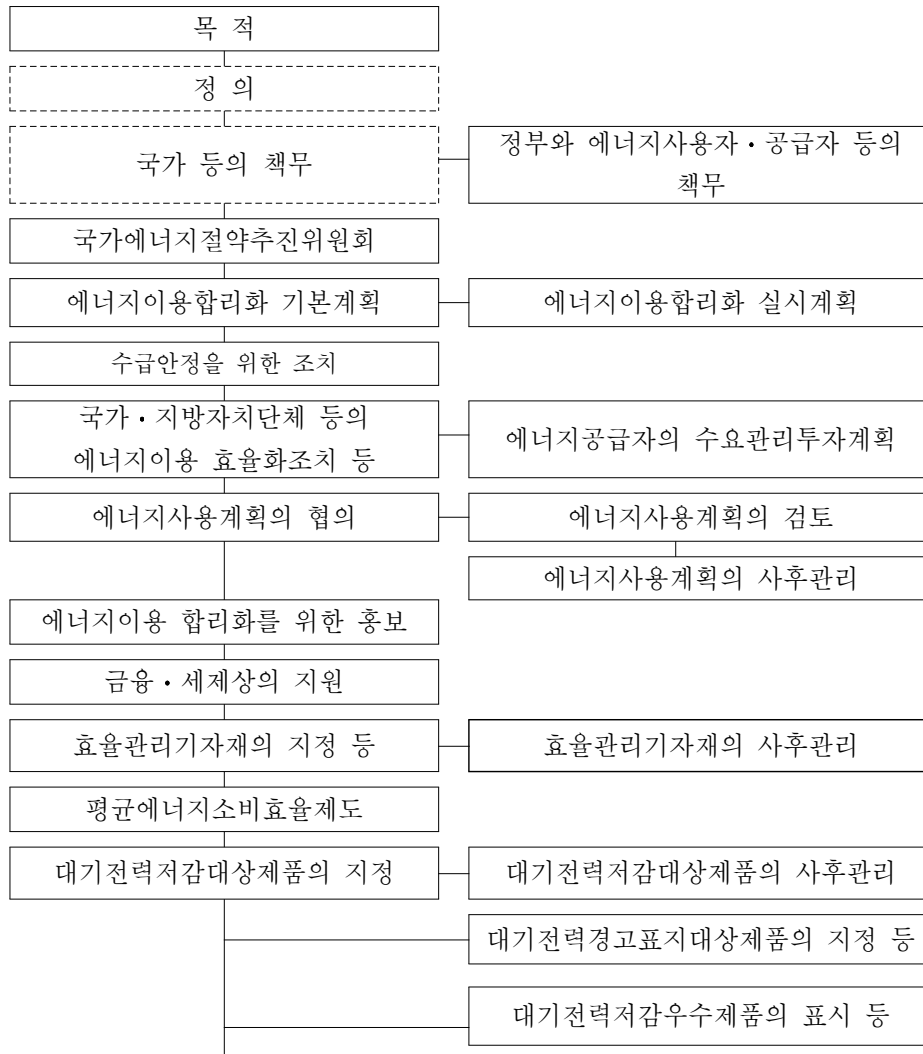 목 적
정 의
국가 등의 책무
정부와 에너지사용자·공급자 등의
책무
국가에너지절약추진위원회
에너지이용합리화 기본계획
에너지이용합리화 실시계획
수급안정을 위한 조치
국가·지방자치단체 등의
에너지이용 효율화조치 등
에너지공급자의 수요관리투자계획
에너지사용계획의 협의
에너지사용계획의 검토
에너지사용계획의 사후관리
에너지이용 합리화를 위한 홍보
금융·세제상의 지원
효율관리기자재의 지정 등
효율관리기자재의 사후관리
평균에너지소비효율제도
대기전력저감대상제품의 지정
대기전력저감대상제품의 사후관리
대기전력경고표지대상제품의 지정 등
대기전력저감우수제품의 표시 등